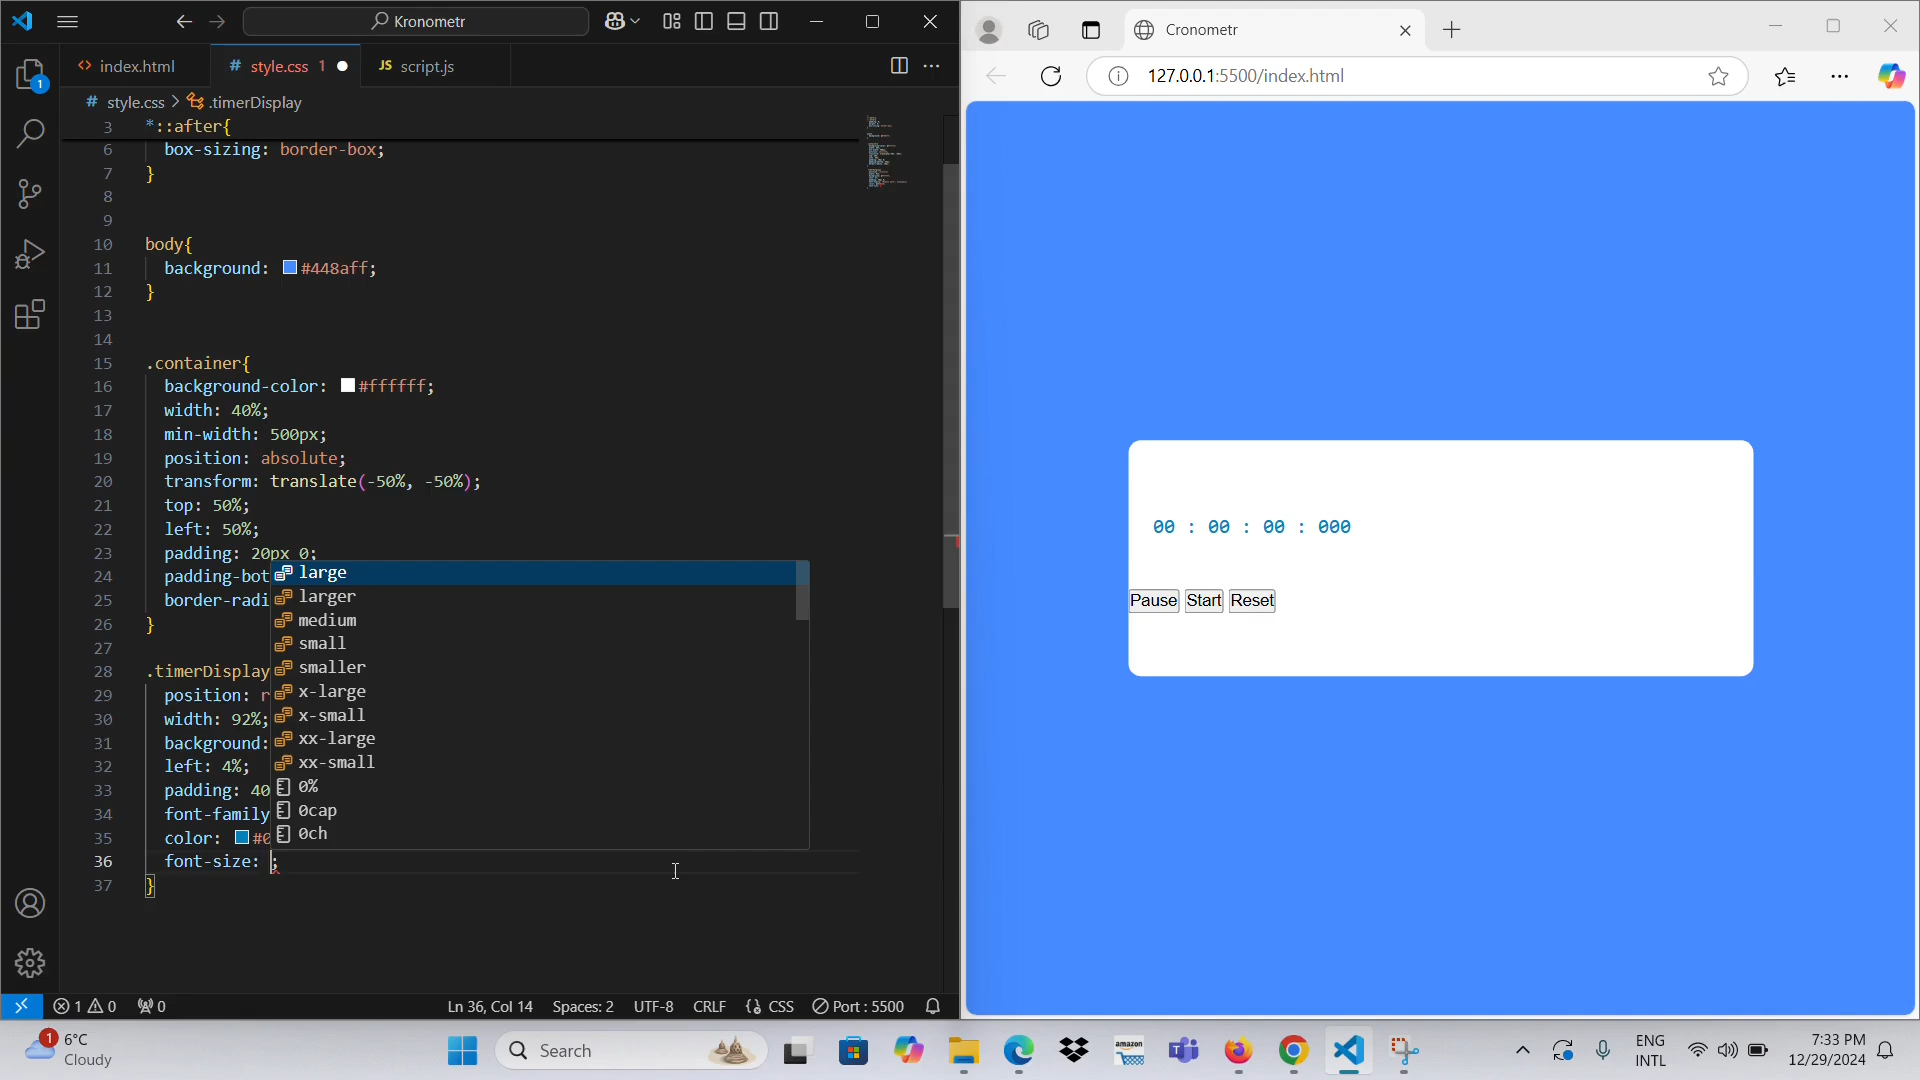 Kronometr
index.html
style.css 1
JS script.js
style.css > .timerDisplay
3 *::after{
6 box-sizing: border-box;
7 }
8
9
10 body{
11 background: #448aff;
12 }
13
14
15 .container{
16 background-color: #ffffff;
17 width: 40%;
18 min-width: 500px;
19 position: absolute;
20 transform: translate(-50%, -50%);
21 top: 50%;
22 left: 50%;
23 padding: 20px 0;
24 padding-bot
25 border-radi
26 }
27
28 .timerDisplay
29 position: r
30 width: 92%;
31 background:
32 left: 4%;
33 padding: 40
34 font-family
35 color: #0
36 font-size: ;
37 }
large
larger
medium
small
smaller
x-large
x-small
xx-large
xx-small
0%
0cap
0ch
1
1 0 0
Ln 36, Col 14 Spaces: 2 UTF-8 CRLF {} CSS Port : 5500
Cronometr
127.0.0.1:5500/index.html
00 : 00 : 00 : 000
Pause Start Reset
1 6°C
Cloudy
Search
amazon
ENG
INTL
7:33 PM
12/29/2024